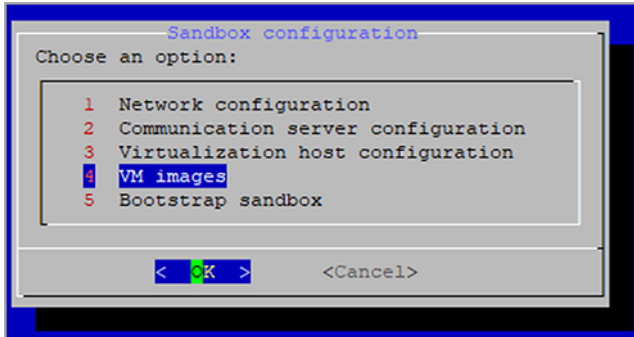 Sandbox configuration
Choose an option:
1 Network configuration
2 Communication server configuration
3 Virtualization host configuration
4 VM images
5 Bootstrap sandbox
< OK > <Cancel>